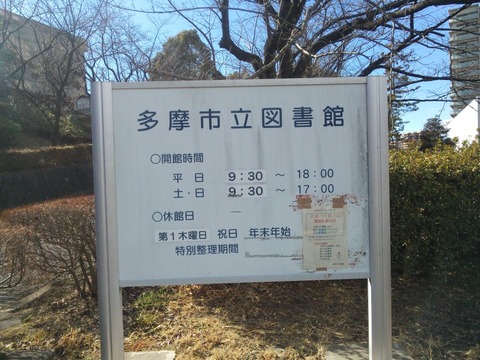 多摩市立図書館
○開館時間
平日 9:30 ~ 18:00
土・日 9:30 ~ 17:00
○休館日
第1木曜日 祝日 年末年始
特別整理期間